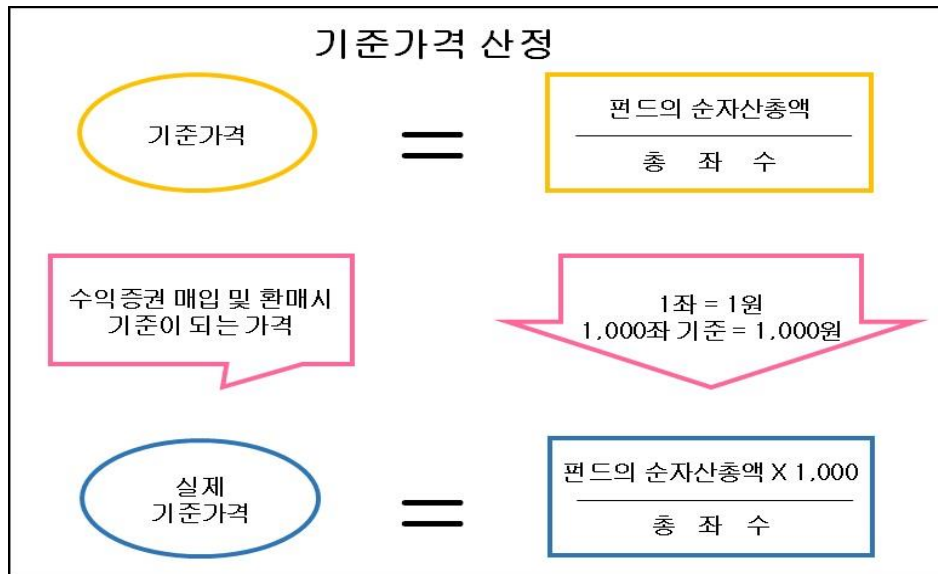 기준가격 산정
기준가격
=
펀드의 순자산총액
총 좌 수
수익증권 매입 및 환매시
기준이 되는 가격
1좌 = 1원
1,000좌 기준 = 1,000원
실제
기준가격
=
펀드의 순자산총액 X 1,000
총 좌 수